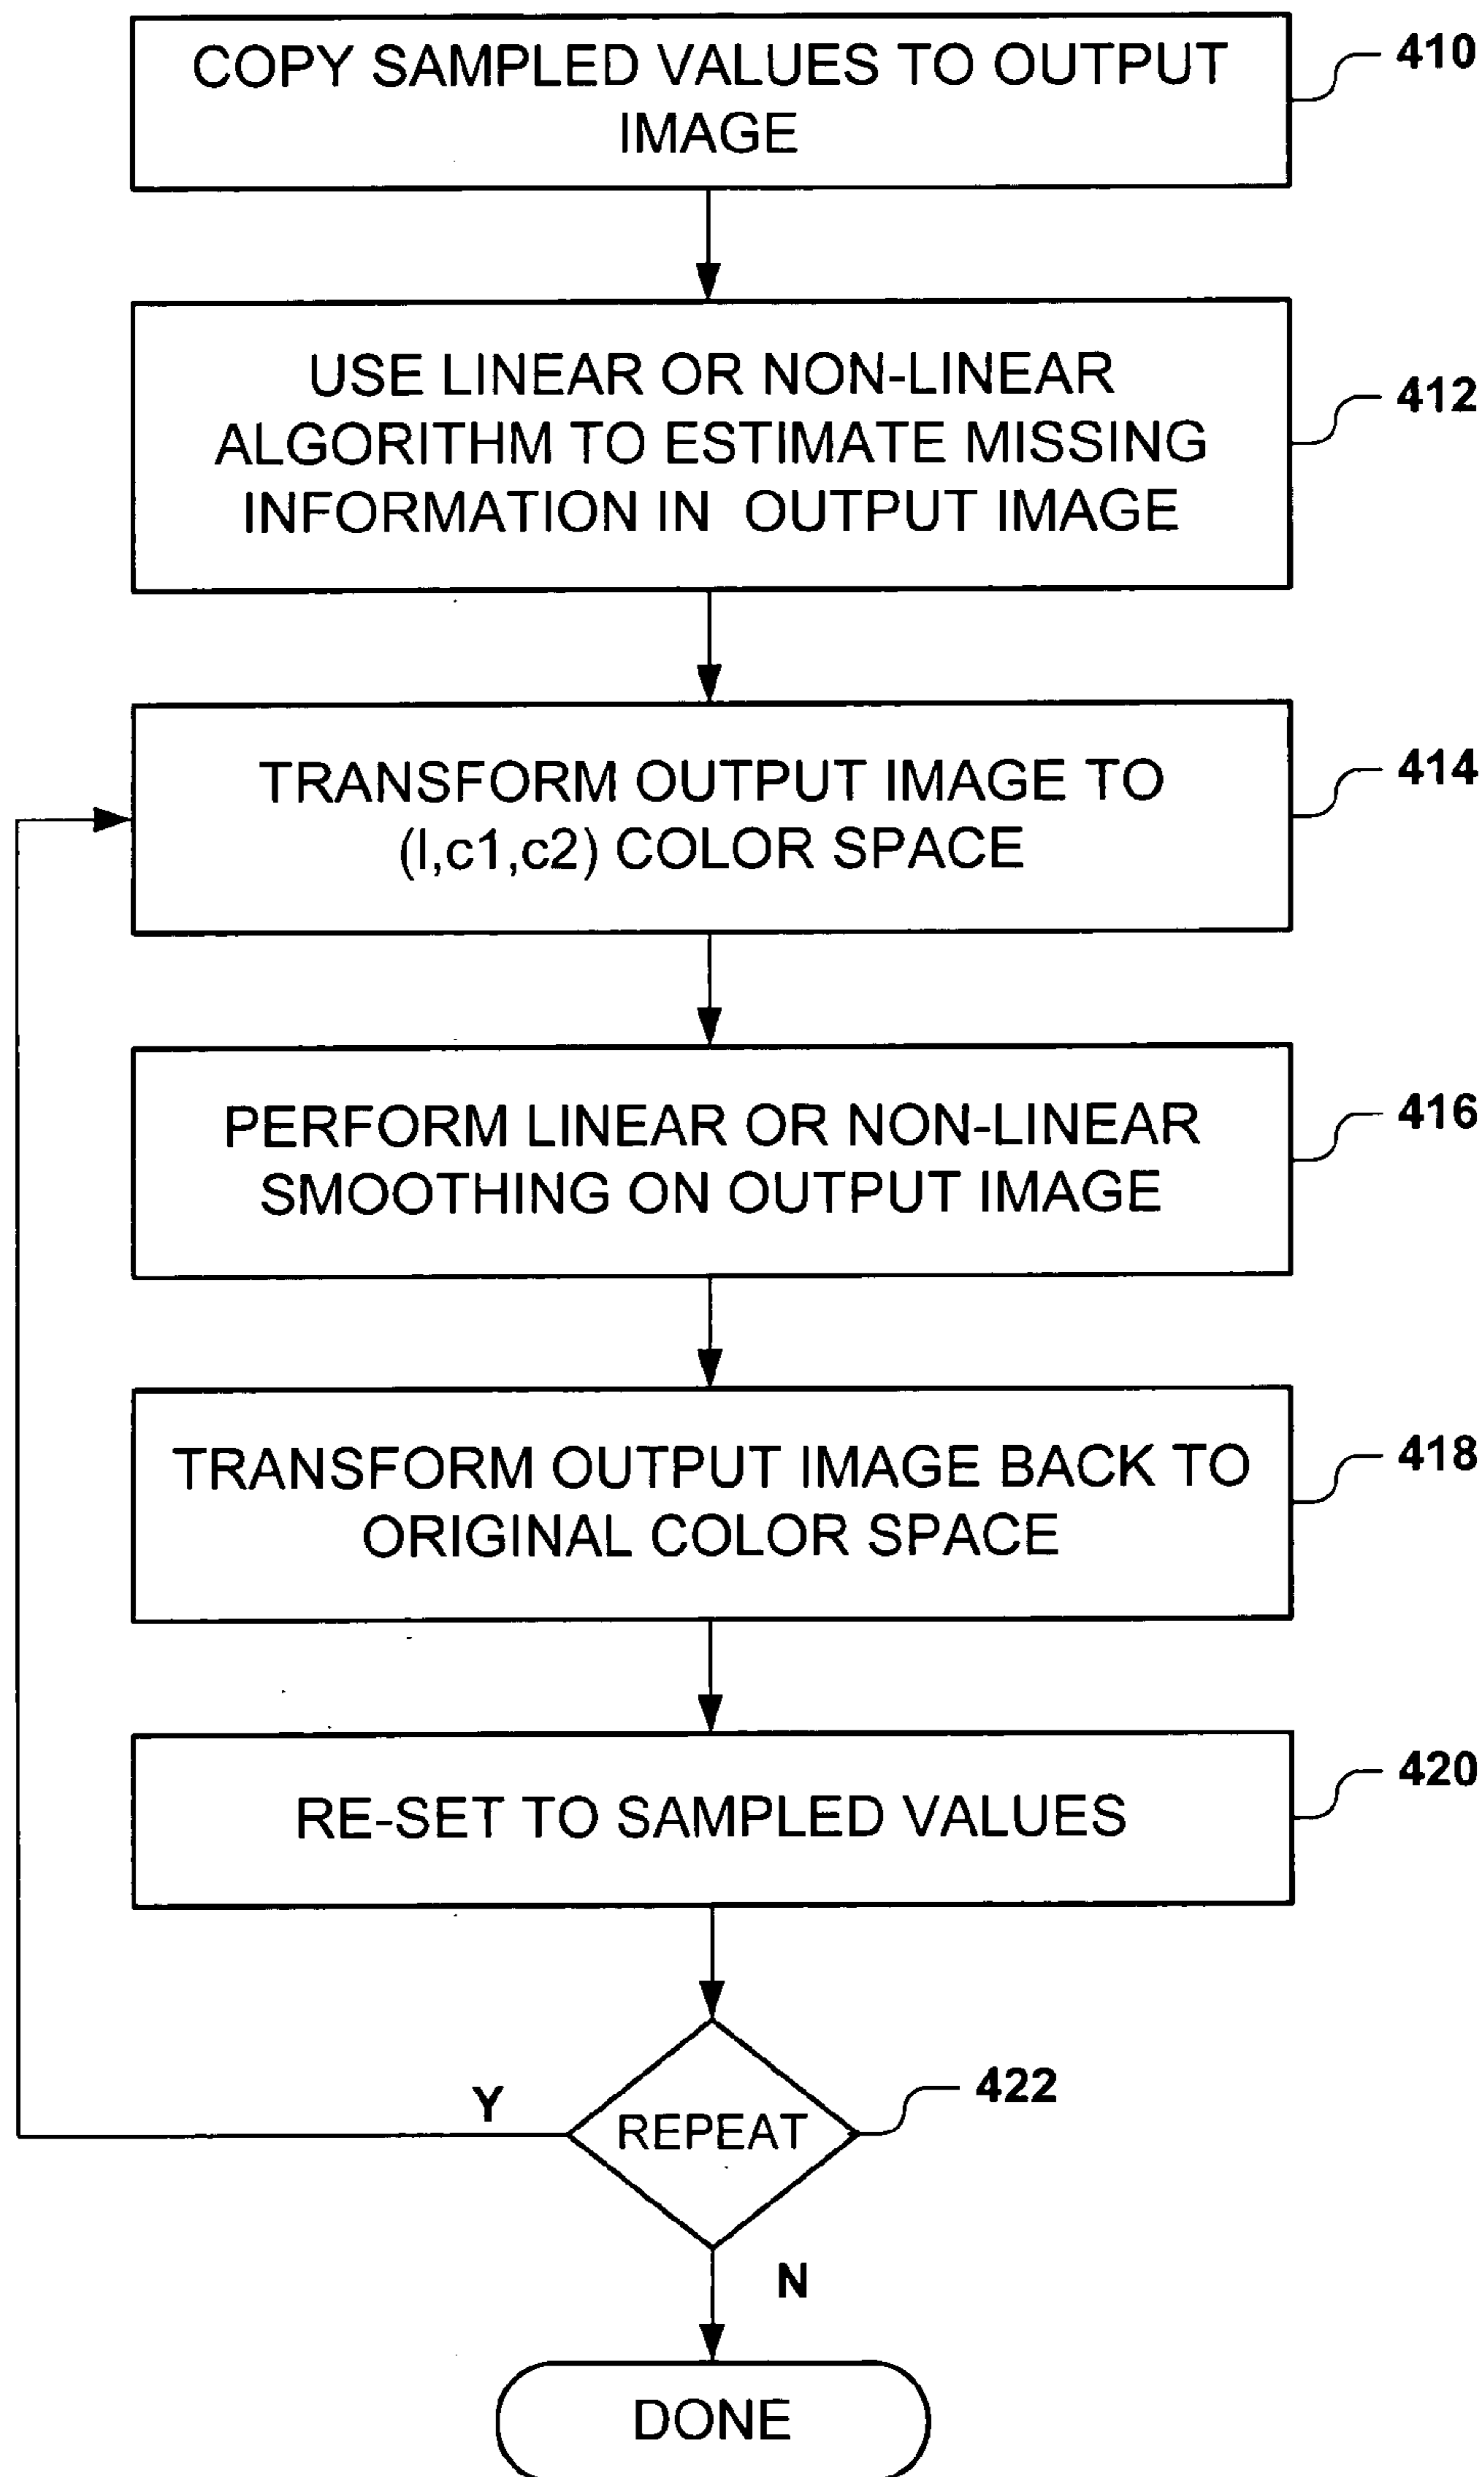 COPY SAMPLED VALUES TO OUTPUT
IMAGE
410
USE LINEAR OR NON-LINEAR
ALGORITHM TO ESTIMATE MISSING
INFORMATION IN OUTPUT IMAGE
412
TRANSFORM OUTPUT IMAGE TO
(l,c1,c2) COLOR SPACE
414
PERFORM LINEAR OR NON-LINEAR
SMOOTHING ON OUTPUT IMAGE
416
TRANSFORM OUTPUT IMAGE BACK TO
ORIGINAL COLOR SPACE
418
RE-SET TO SAMPLED VALUES
420
Y
REPEAT
422
N
DONE